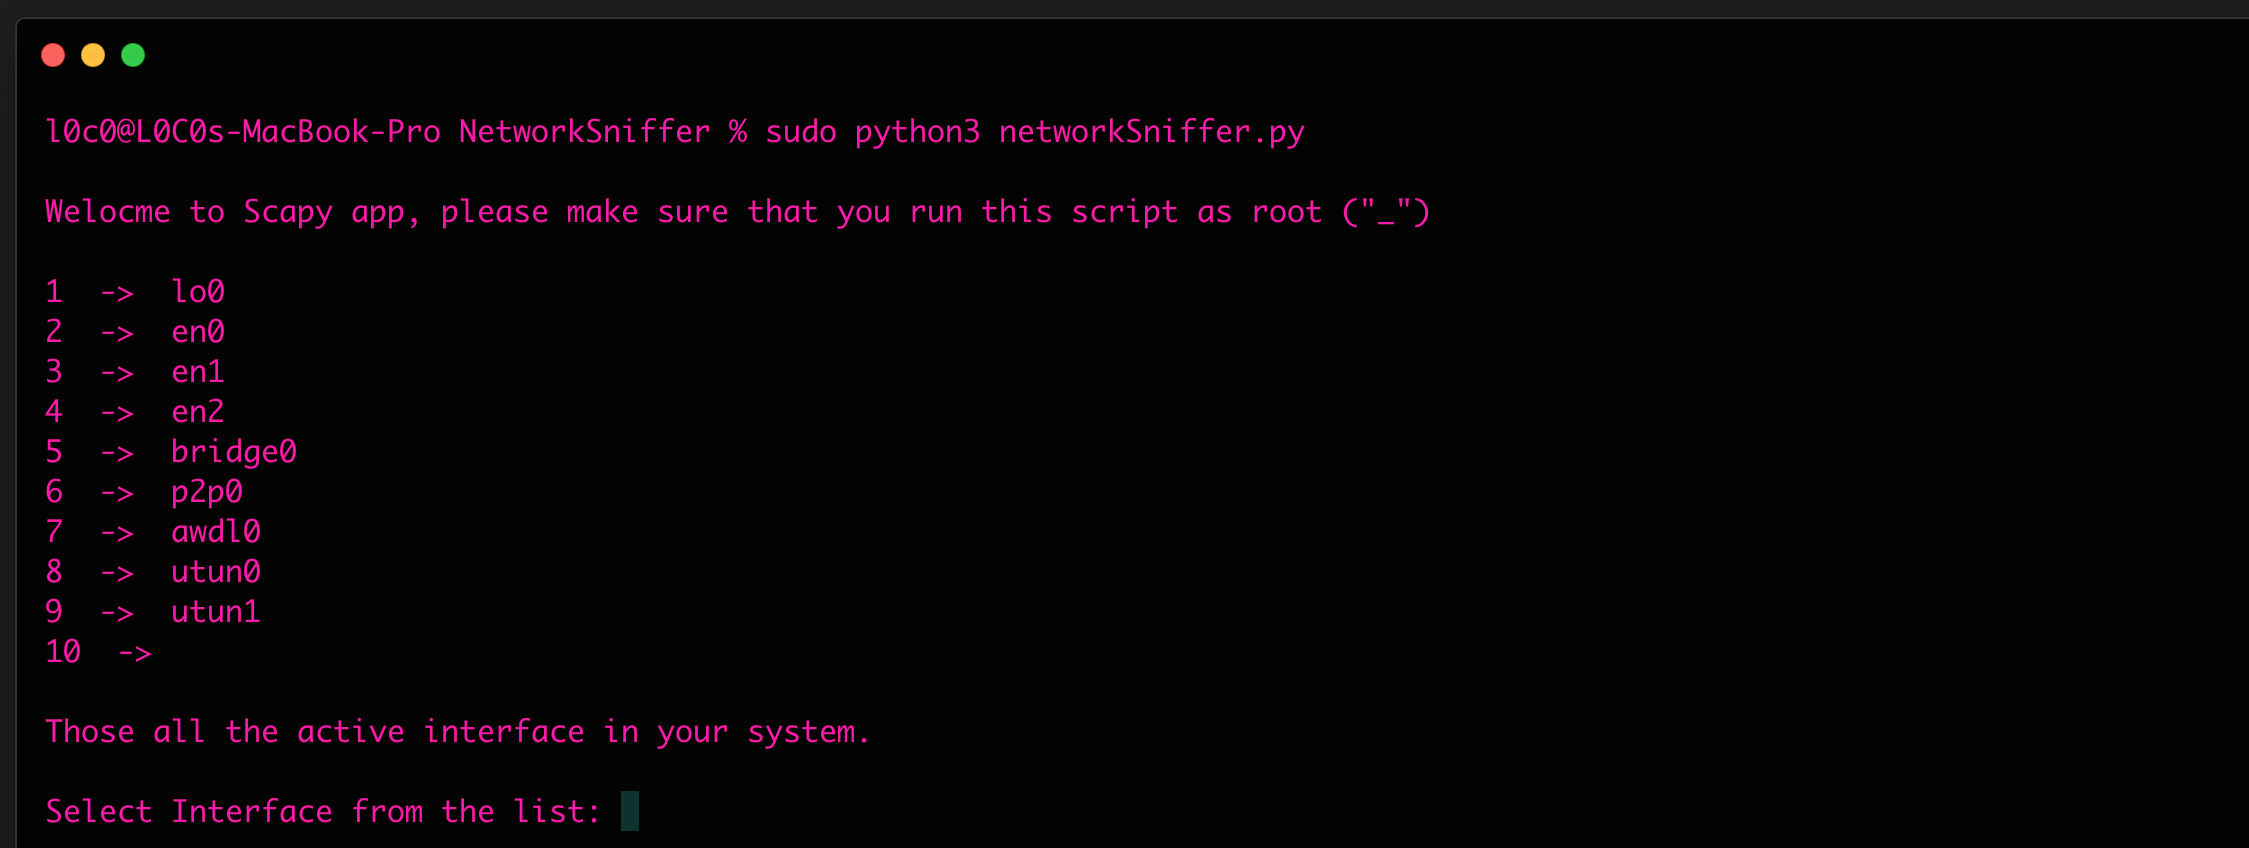 l0c0@L0C0s-MacBook-Pro NetworkSniffer % sudo python3 networkSniffer.py
Welocme to Scapy app, please make sure that you run this script as root ("_")
1  ->  lo0
2  ->  en0
3  ->  en1
4  ->  en2
5  ->  bridge0
6  ->  p2p0
7  ->  awdl0
8  ->  utun0
9  ->  utun1
10  ->
Those all the active interface in your system.
Select Interface from the list: